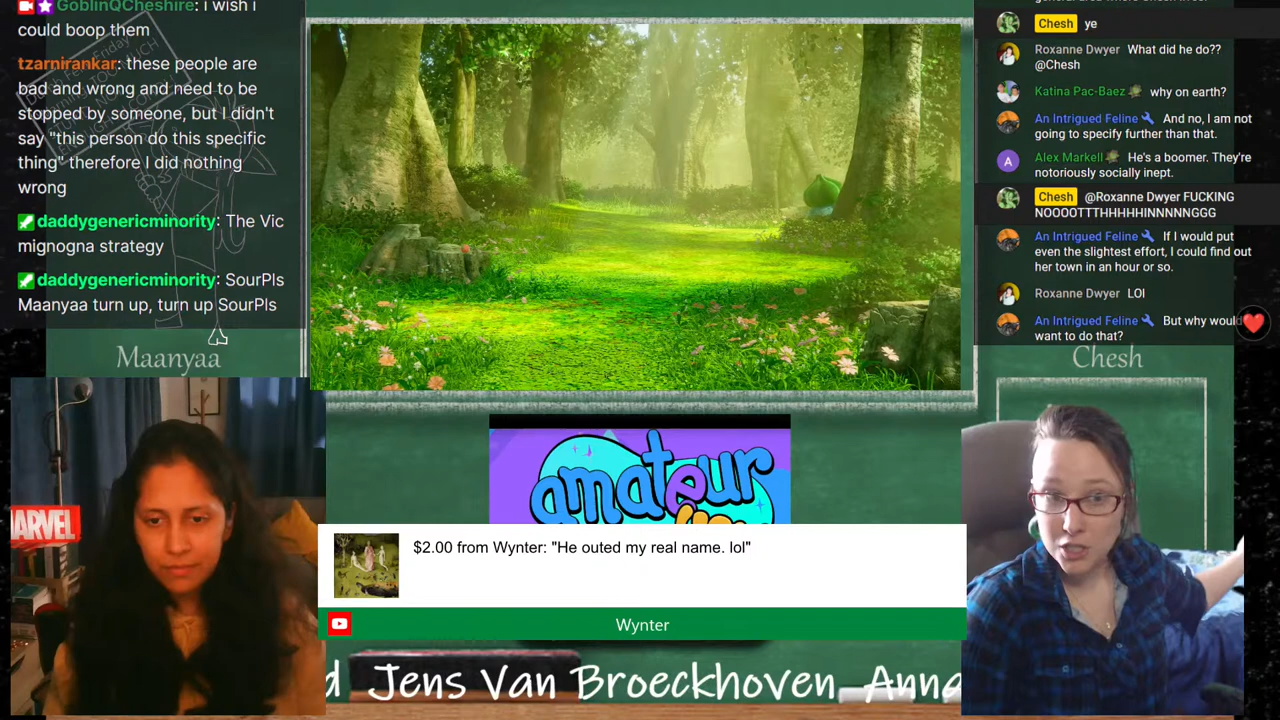 GoblinQCheshire: i wish i
could boop them
tzarnirankar: these people are
bad and wrong and need to be
stopped by someone, but I didn't
say "this person do this specific
thing" therefore I did nothing
wrong
daddygenericminority: The Vic
mignogna strategy
daddygenericminority: SourPls
Maanyaa turn up, turn up SourPls
Maanyaa
MARVEL
amateur
$2.00 from Wynter: "He outed my real name. lol"
Wynter
d Jens Van Broeckhoven Anna
Chesh ye
Roxanne Dwyer What did he do??
@Chesh
Katina Pac-Baez why on earth?
An Intrigued Feline And no, I am not
going to specify further than that.
A
Alex Markell He's a boomer. They're
notoriously socially inept.
Chesh @Roxanne Dwyer FUCKING
NOOOOTTTHHHHHINNNNNGGG
An Intrigued Feline If I would put
even the slightest effort, I could find out
her town in an hour or so.
Roxanne Dwyer LOl
An Intrigued Feline But why would
want to do that?
Chesh